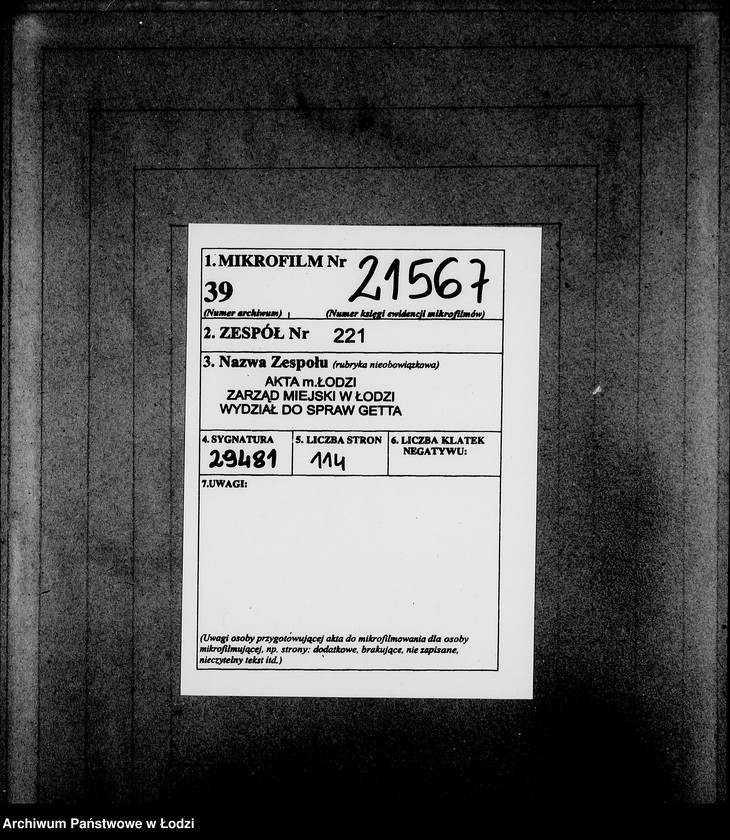 1. MIKROFILM Nr 21567
39
(Numer archiwum) (Numer księgi ewidencji mikrofilmów)
2. ZESPÓŁ Nr 221
3. Nazwa Zespołu (rubryka nieobowiązkowa)
AKTA m.ŁODZI
ZARZĄD MIEJSKI W ŁODZI
WYDZIAŁ DO SPRAW GETTA
4. SYGNATURA 5. LICZBA STRON 6. LICZBA KLATEK
NEGATYWU:
29481 114
7.UWAGI:
(Uwagi osoby przygotowującej akta do mikrofilmowania dla osoby
mikrofilmującej, np. strony: dodatkowe, brakujące, nie zapisane,
nieczytelny tekst itd.)
Archiwum Państwowe w Łodzi